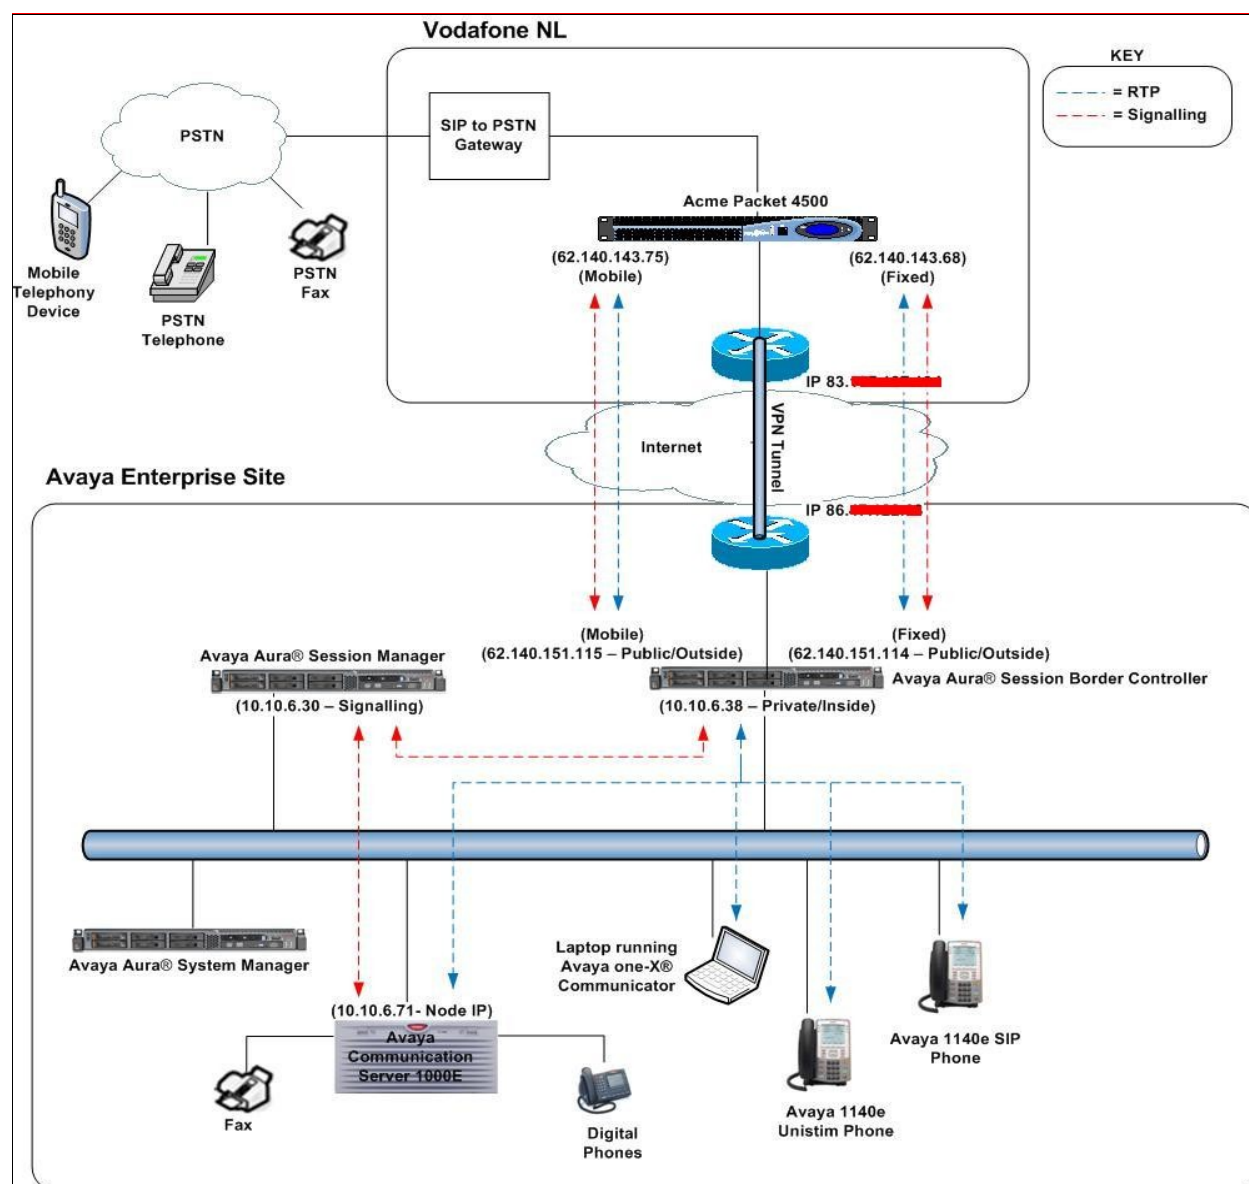 Vodafone NL
KEY
= RTP
= Signalling
SIP to PSTN
Gateway
PSTN
Acme Packet 4500
(62.140.143.75)
(Mobile)
(62.140.143.68)
(Fixed)
Mobile
Telephony
Device
PSTN
Telephone
PSTN
Fax
IP 83.
VPN Tunnel
Internet
Avaya Enterprise Site
IP 86.
(Mobile)
(62.140.151.115 – Public/Outside)
(Fixed)
(62.140.151.114 – Public/Outside)
Avaya Aura® Session Manager
(10.10.6.30 – Signalling)
Avaya Aura® Session Border Controller
(10.10.6.38 – Private/Inside)
Avaya Aura® System Manager
(10.10.6.71- Node IP)
Avaya
Communication
Server 1000E
Fax
Digital
Phones
Laptop running
Avaya one-X®
Communicator
Avaya 1140e
Unistim Phone
Avaya 1140e SIP
Phone